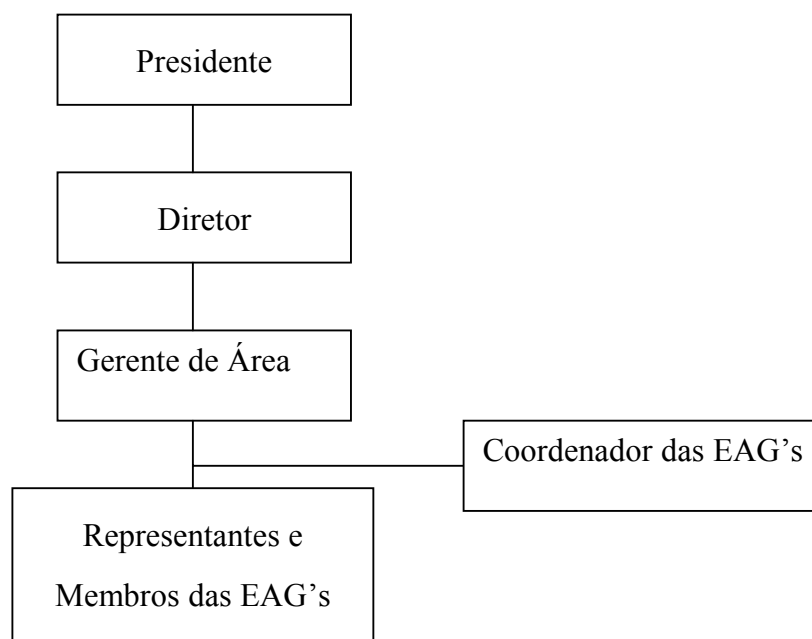 Presidente
Diretor
Gerente de Área
Coordenador das EAG’s
Representantes e
Membros das EAG’s